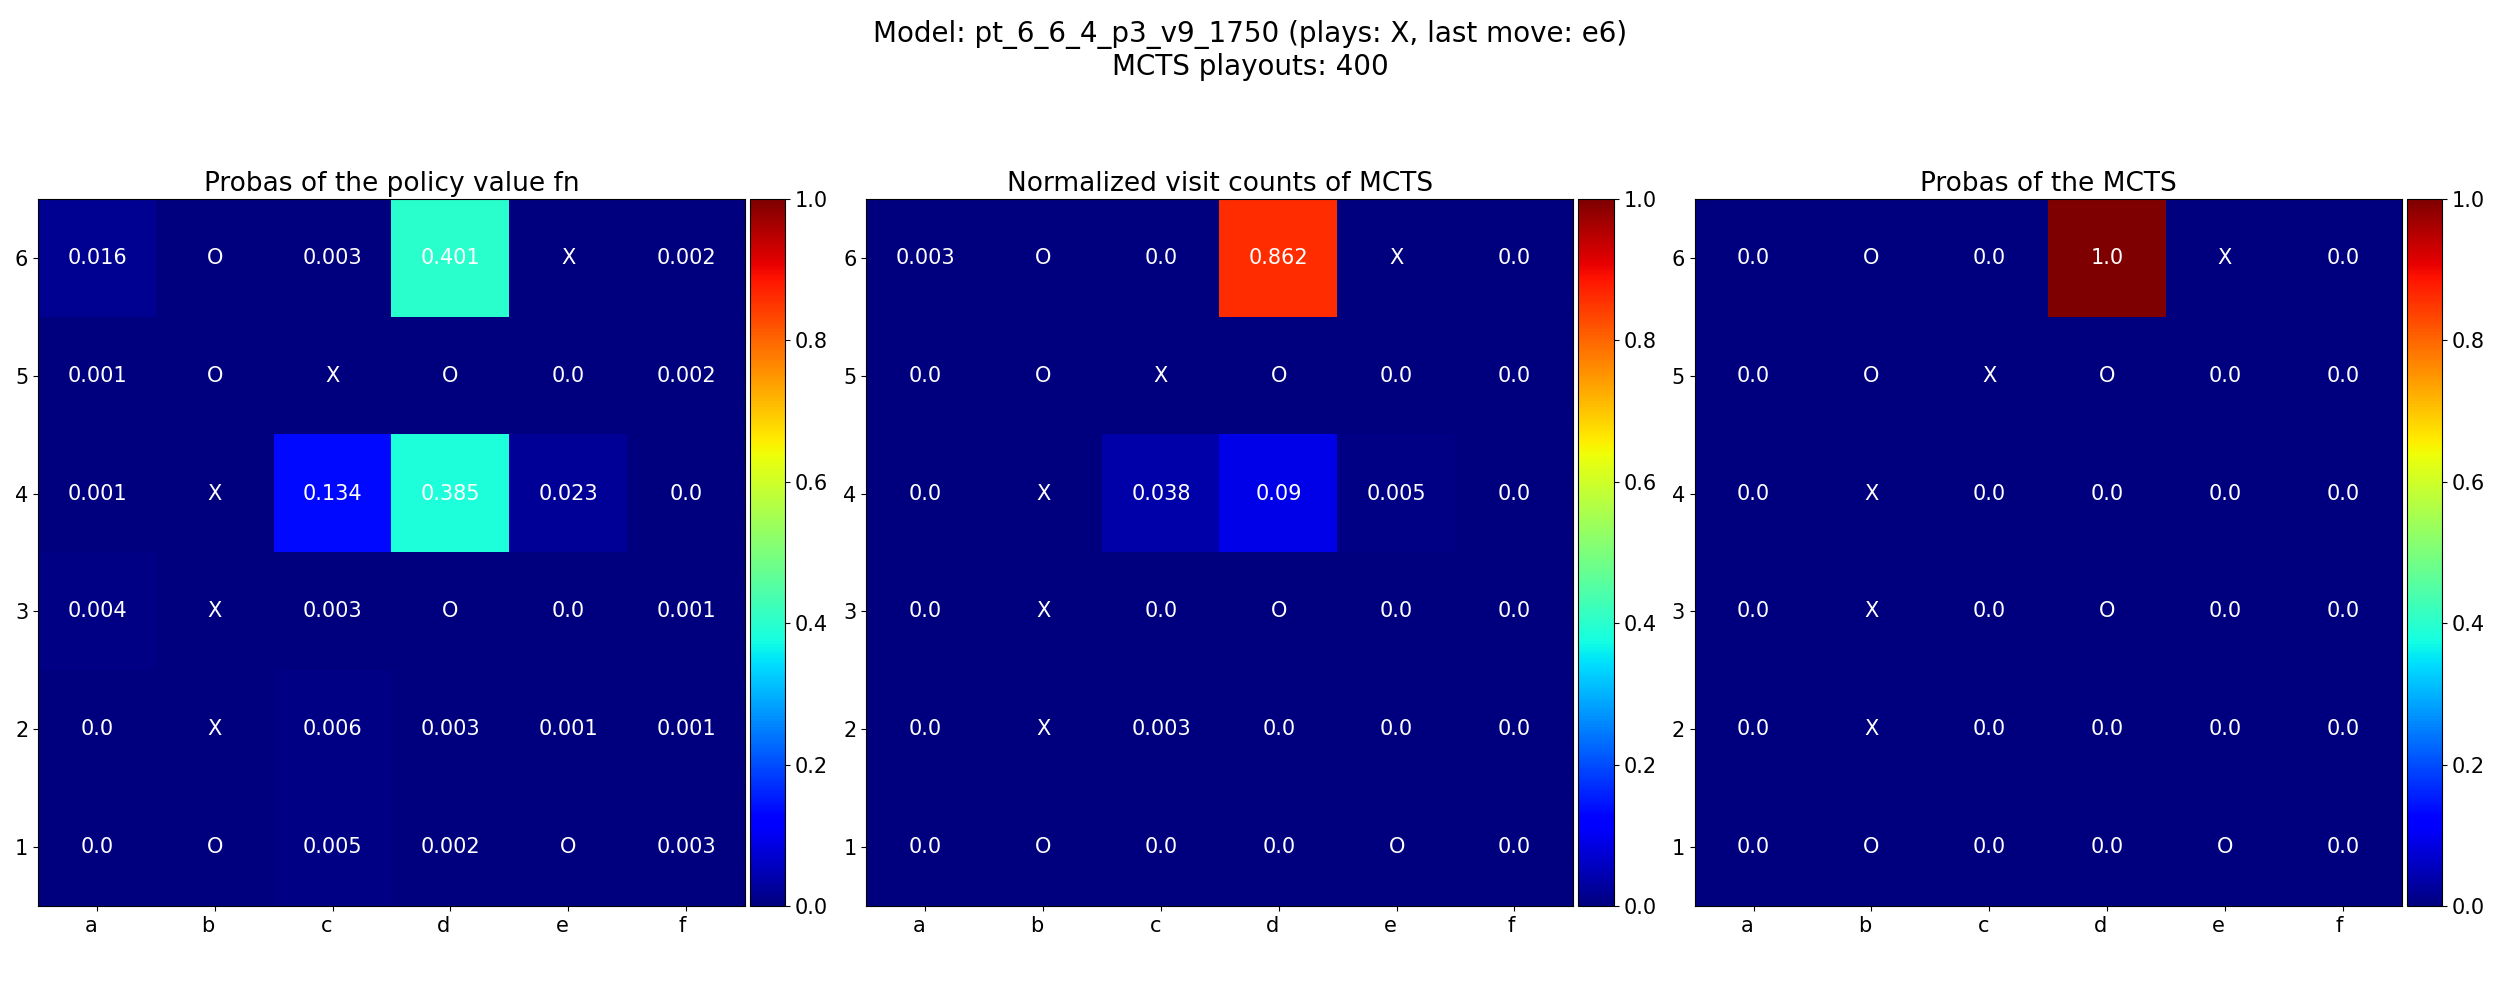 Model: pt_6_6_4_p3_v9_1750 (plays: X, last move: e6)
MCTS playouts: 400
Probas of the policy value fn
1.0
6 0.016 O 0.003 0.401 X 0.002
0.8
5 0.001 O X O 0.0 0.002
0.6
4 0.001 X 0.134 0.385 0.023 0.0
0.4
3 0.004 X 0.003 O 0.0 0.001
2 0.0 X 0.006 0.003 0.001 0.001
0.2
1 0.0 O 0.005 0.002 O 0.003
0.0
a b c d e f
Normalized visit counts of MCTS
1.0
6 0.003 O 0.0 0.862 X 0.0
0.8
5 0.0 O X O 0.0 0.0
0.6
4 0.0 X 0.038 0.09 0.005 0.0
0.4
3 0.0 X 0.0 O 0.0 0.0
2 0.0 X 0.003 0.0 0.0 0.0
0.2
1 0.0 O 0.0 0.0 O 0.0
0.0
a b c d e f
Probas of the MCTS
1.0
6 0.0 O 0.0 1.0 X 0.0
0.8
5 0.0 O X O 0.0 0.0
0.6
4 0.0 X 0.0 0.0 0.0 0.0
0.4
3 0.0 X 0.0 O 0.0 0.0
2 0.0 X 0.0 0.0 0.0 0.0
0.2
1 0.0 O 0.0 0.0 O 0.0
0.0
a b c d e f